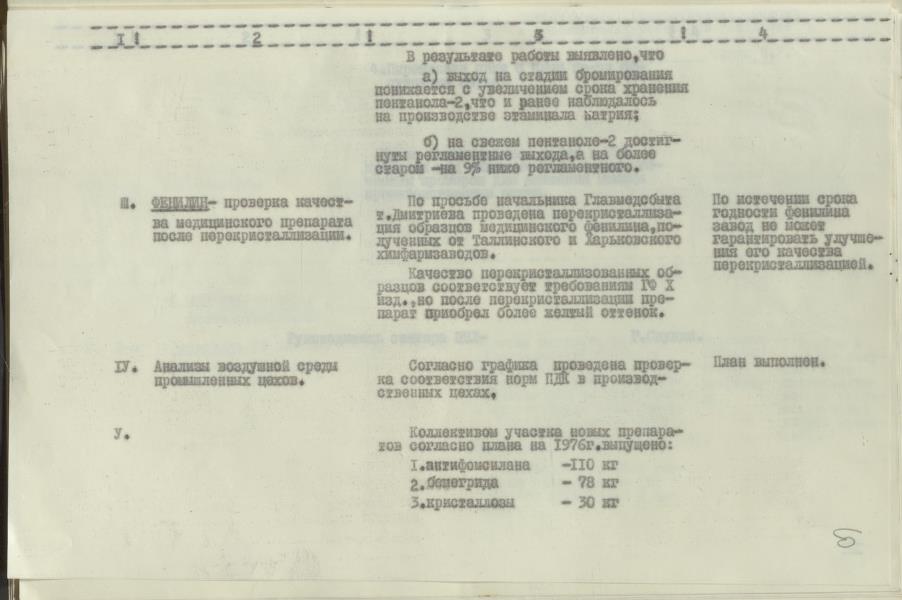 I ! 2 ! 3 ! 4
В результате работы выявлено, что
а) выход на стадии бромирования
понижается с увеличением срока хранения
пентанола-2, что и ранее наблюдалось
на производстве этаминала натрия;
б) на свежем пентаноле-2 достиг-
нуты регламентные выхода, а на более
старом -на 9% ниже регламентного.
Ш. ФЕНИЛИН- проверка качест-
ва медицинского препарата
после перекристаллизации.
По просьбе начальника Главмедсбыта
т.Дмитриева проведена перекристаллиза-
ция образцов медицинского фенилина, по-
лученных от Таллинского и Харьковского
химфармзаводов.
Качество перекристаллизованных об-
разцов соответствует требованиям ГФ X
изд., но после перекристаллизации пре-
парат приобрел более желтый оттенок.
По истечении срока
годности фенилина
завод не может
гарантировать улучше-
ния его качества
перекристаллизацией.
IУ. Анализы воздушной среды
промышленных цехов.
Согласно графика проведена провер-
ка соответствия норм ПДК в производ-
ственных цехах.
План выполнен.
У.
Коллективом участка новых препара-
тов согласно плана на 1976г. выпущено:
I.антифомсилана -IIO кг
2.бемегрида - 78 кг
3.кристаллозы - 30 кг